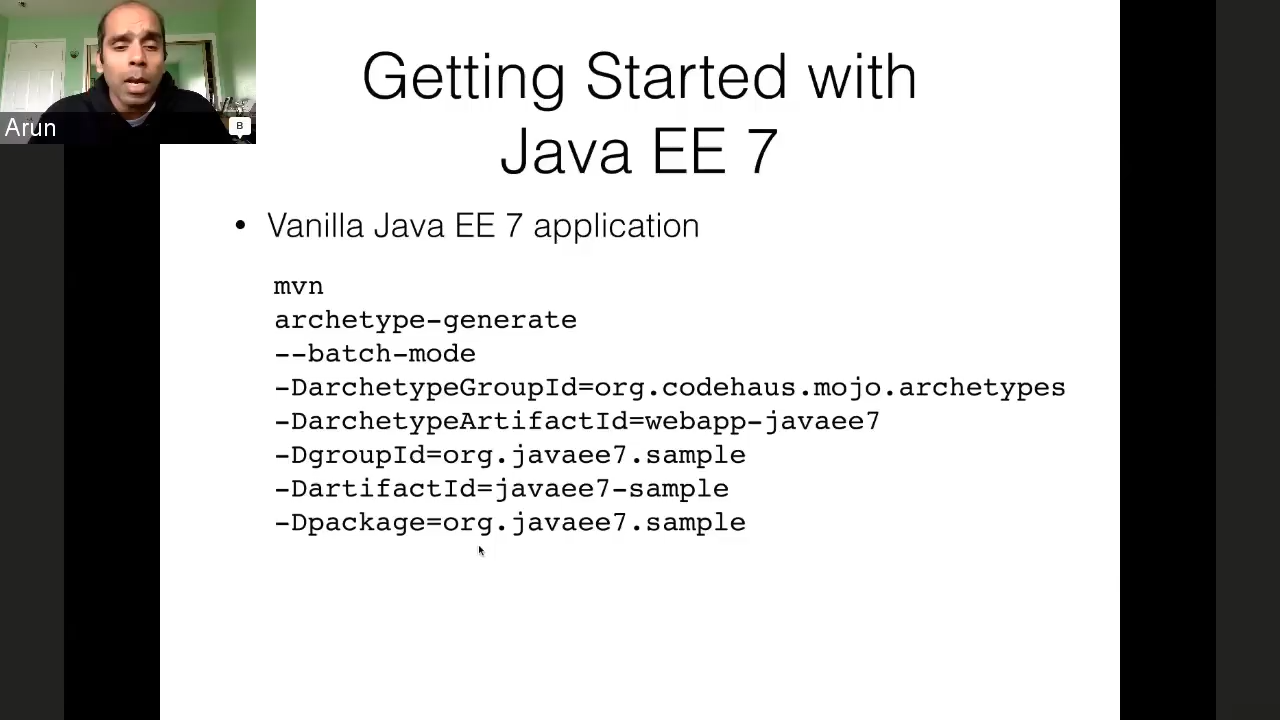 Arun
B
Getting Started with
Java EE 7
• Vanilla Java EE 7 application
mvn
archetype-generate
--batch-mode
-DarchetypeGroupId=org.codehaus.mojo.archetypes
-DarchetypeArtifactId=webapp-javaee7
-DgroupId=org.javaee7.sample
-DartifactId=javaee7-sample
-Dpackage=org.javaee7.sample